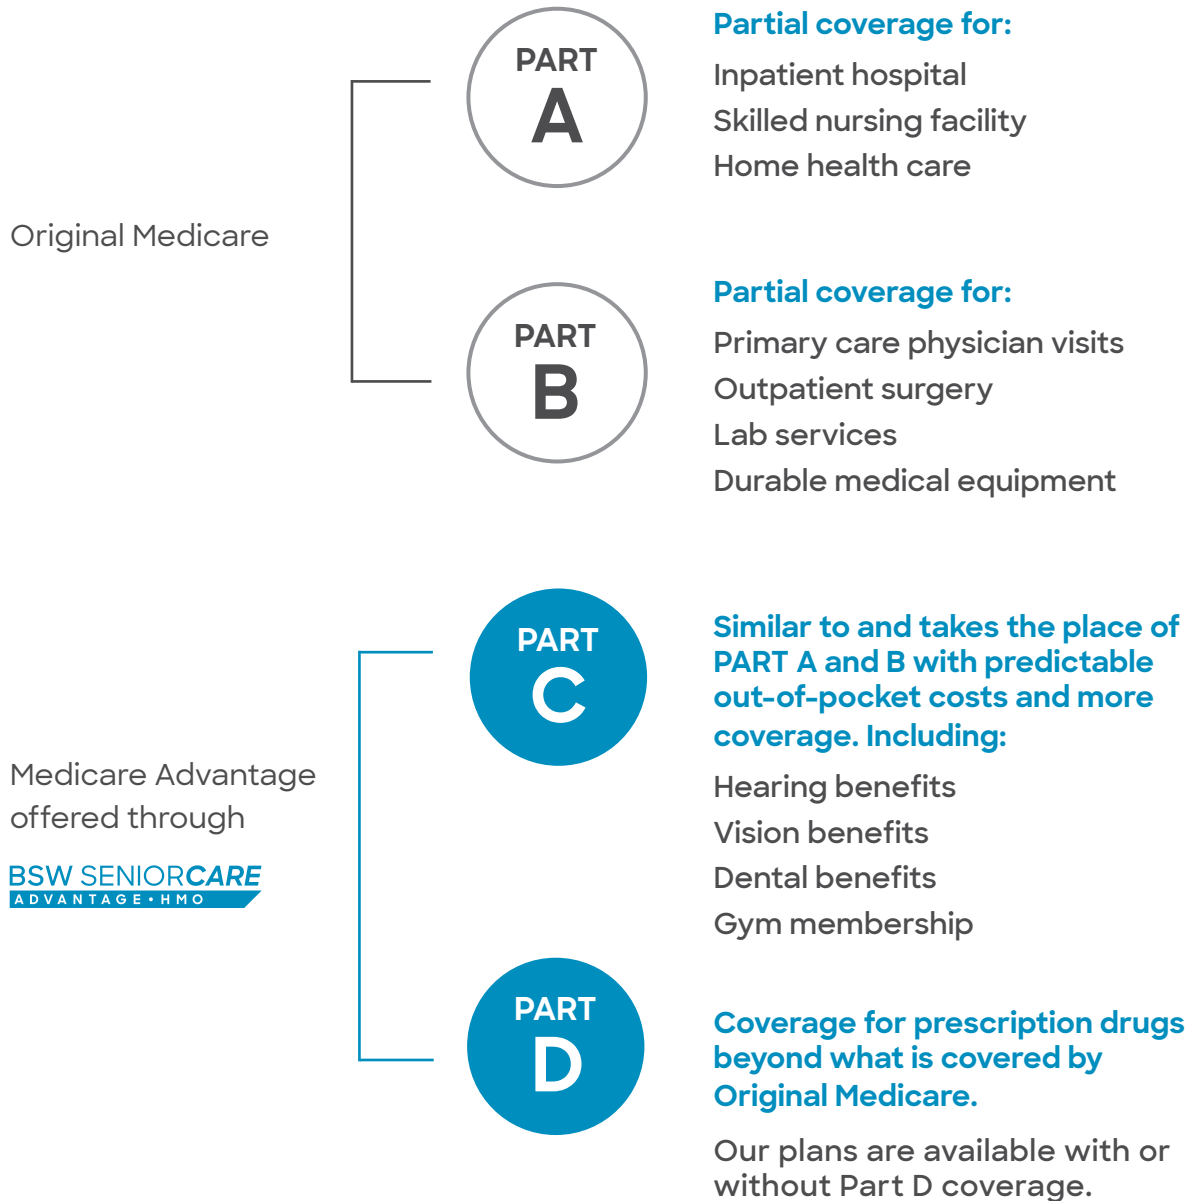 PART
A
Partial coverage for:
Inpatient hospital
Skilled nursing facility
Home health care
Original Medicare
PART
B
Partial coverage for:
Primary care physician visits
Outpatient surgery
Lab services
Durable medical equipment
PART
C
Similar to and takes the place of
PART A and B with predictable
out-of-pocket costs and more
coverage. Including:
Hearing benefits
Vision benefits
Dental benefits
Gym membership
Medicare Advantage
offered through
BSW SENIORCARE
ADVANTAGE • HMO
PART
D
Coverage for prescription drugs
beyond what is covered by
Original Medicare.
Our plans are available with or
without Part D coverage.